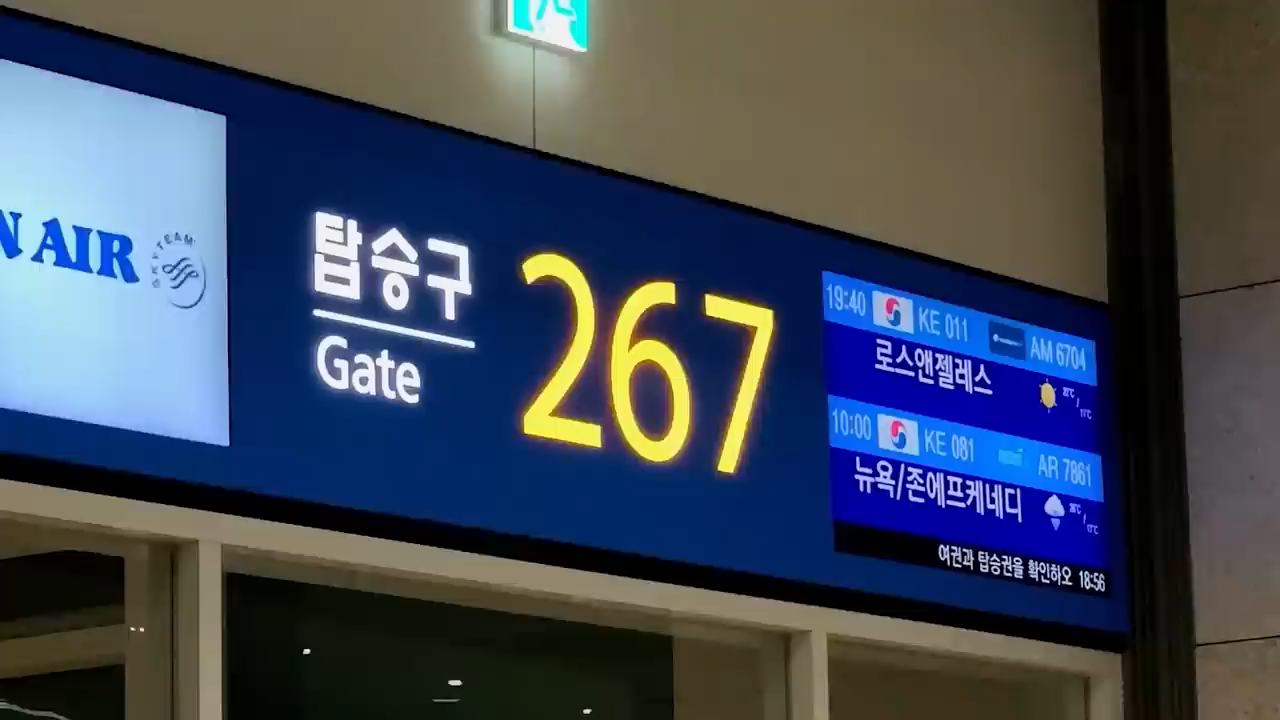 N AIR
SKYTEAM
탑승구
Gate
267
19:40 KE 011 AM 6704
로스앤젤레스
10:00 KE 081 AR 7861
뉴욕/존에프케네디
여권과 탑승권을 확인하오 18:56